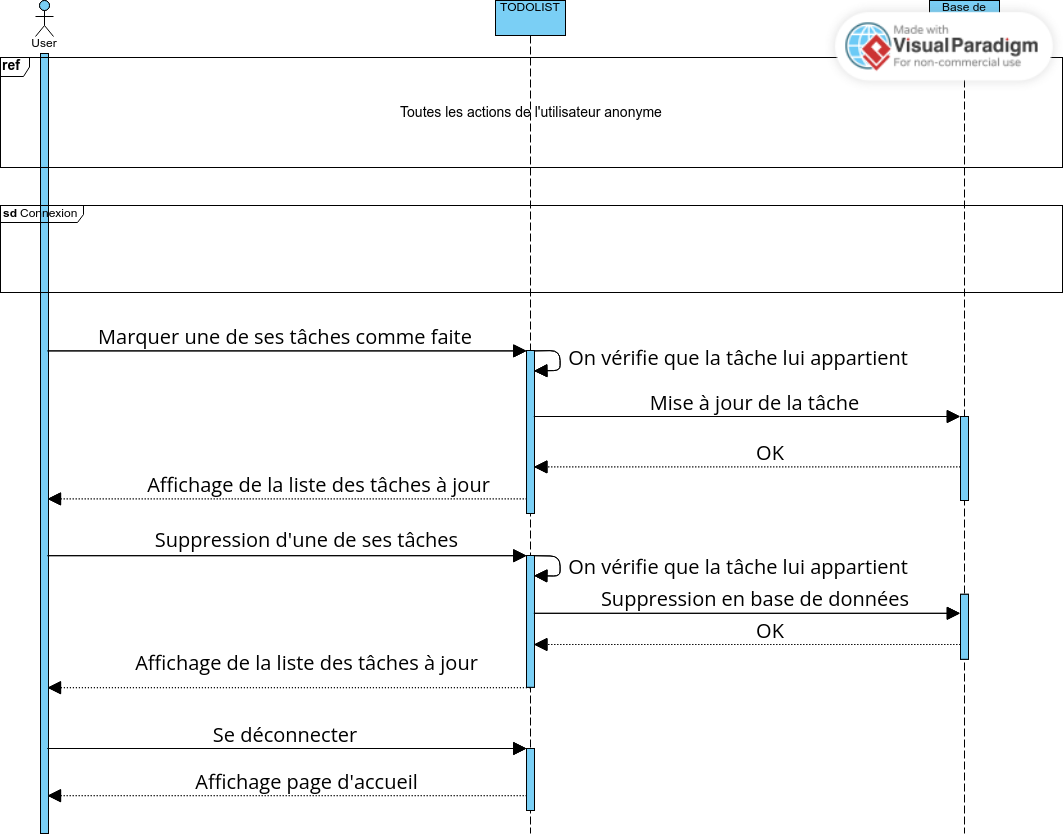 TODOLIST
Base de
Made with
Visual Paradigm
For non-commercial use
User
ref
Toutes les actions de l'utilisateur anonyme
sd Connexion
Marquer une de ses tâches comme faite
On vérifie que la tâche lui appartient
Mise à jour de la tâche
OK
Affichage de la liste des tâches à jour
Suppression d'une de ses tâches
On vérifie que la tâche lui appartient
Suppression en base de données
OK
Affichage de la liste des tâches à jour
Se déconnecter
Affichage page d'accueil